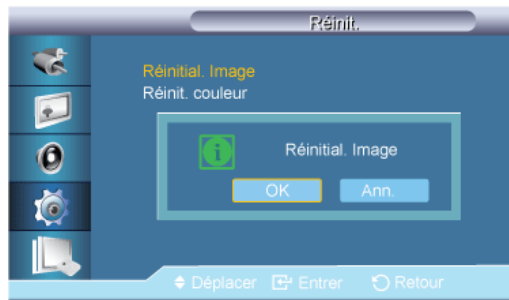 Réinit.
Réinitial. Image
Réinit. couleur
Réinitial. Image
OK Ann.
Déplacer Entrer Retour